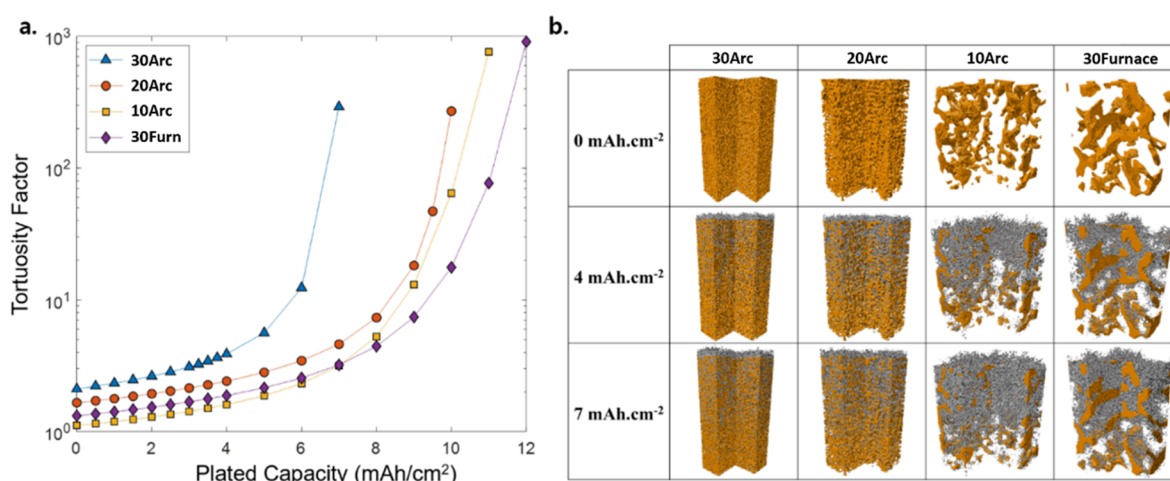 a.
10³
10²
10¹
10⁰
Tortuosity Factor
30Arc
20Arc
10Arc
30Furn
0 2 4 6 8 10 12
Plated Capacity (mAh/cm²)
b.
30Arc 20Arc 10Arc 30Furnace
0 mAh.cm⁻²
4 mAh.cm⁻²
7 mAh.cm⁻²